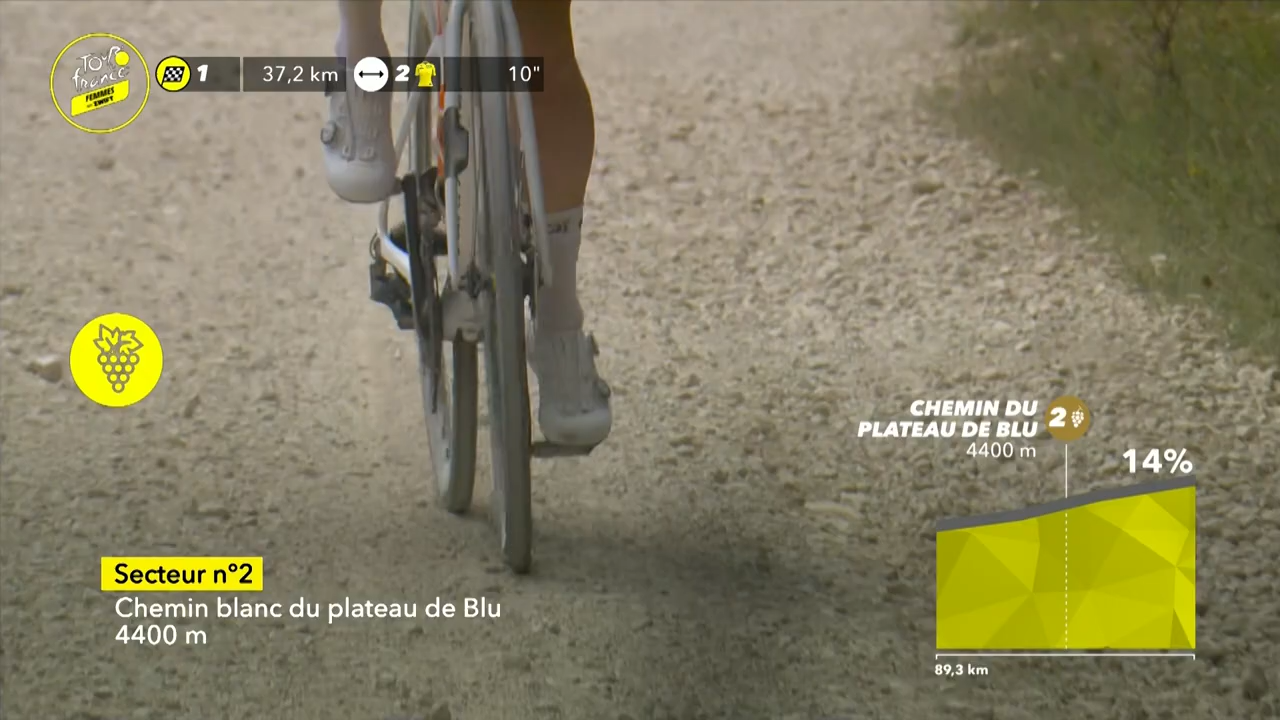 TOUR
france
FEMMES
ZWIFT
1 37,2 km 2 10"
CHEMIN DU
PLATEAU DE BLU
2
4400 m
14%
Secteur n°2
Chemin blanc du plateau de Blu
4400 m
89,3 km